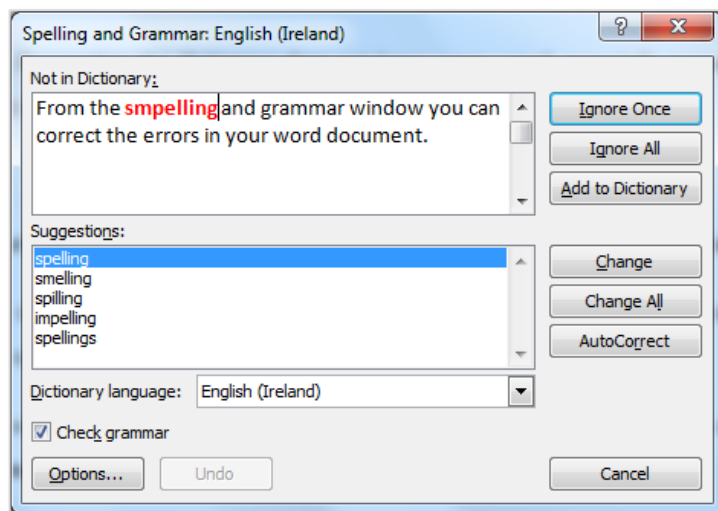 Spelling and Grammar: English (Ireland)
Not in Dictionary:
From the smpelling and grammar window you can
correct the errors in your word document.
Ignore Once
Ignore All
Add to Dictionary
Suggestions:
spelling
smelling
spilling
impelling
spellings
Change
Change All
AutoCorrect
Dictionary language: English (Ireland)
Check grammar
Options...
Undo
Cancel